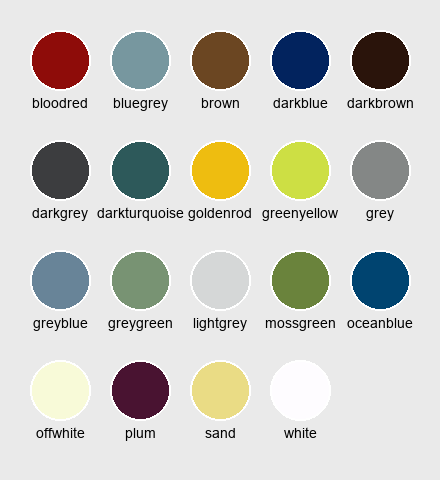 bloodred bluegrey brown darkblue darkbrown
darkgrey darkturquoise goldenrod greenyellow grey
greyblue greygreen lightgrey mossgreen oceanblue
offwhite plum sand white